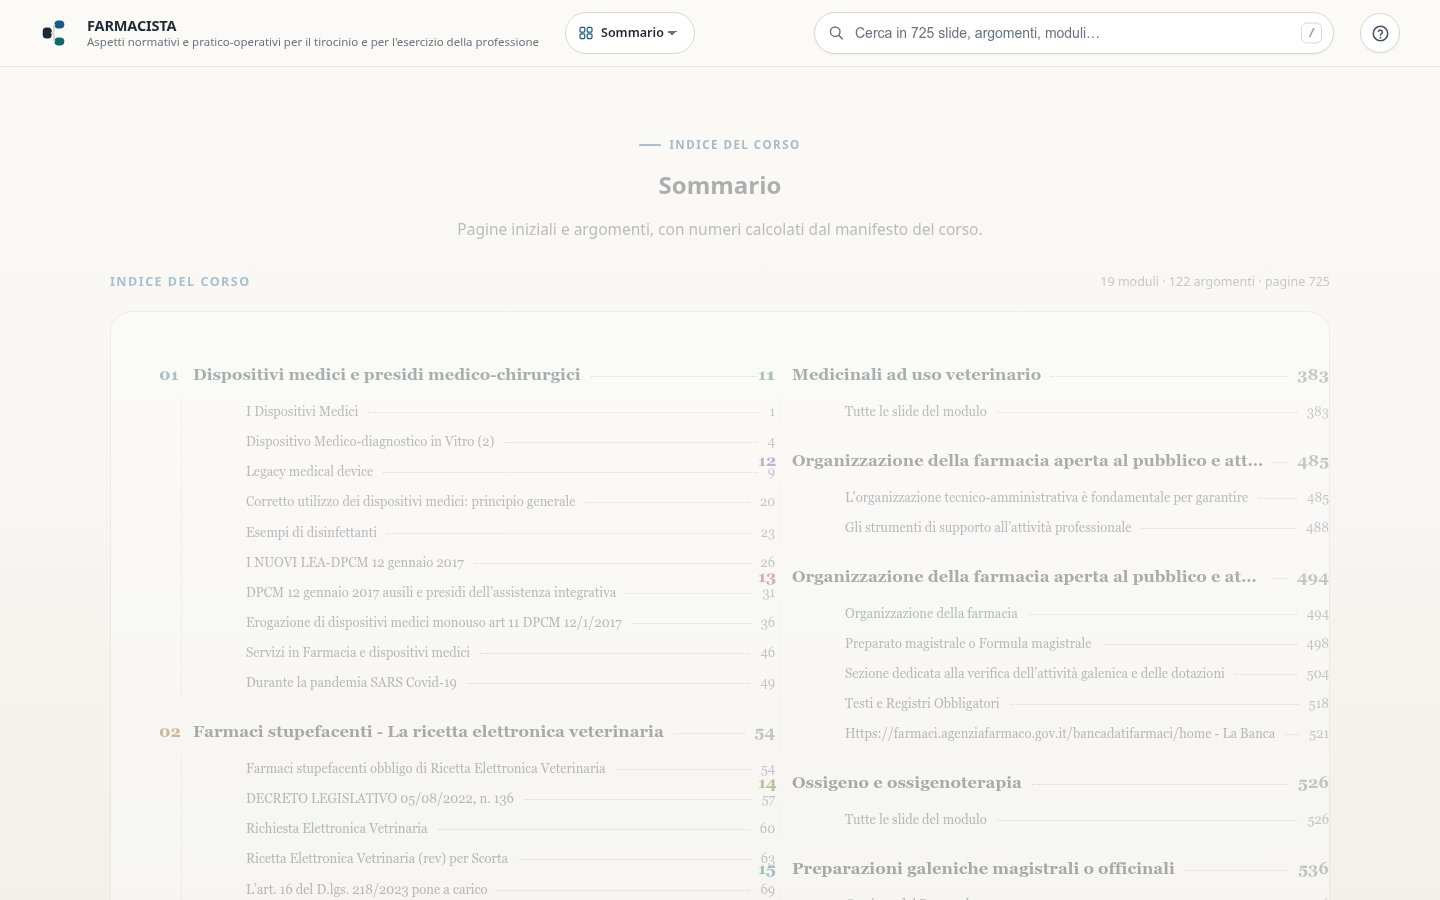 FARMACISTA
Aspetti normativi e pratico-operativi per il tirocinio e per l'esercizio della professione
Sommario
Cerca in 725 slide, argomenti, moduli…
/
?
INDICE DEL CORSO
Sommario
Pagine iniziali e argomenti, con numeri calcolati dal manifesto del corso.
INDICE DEL CORSO
19 moduli · 122 argomenti · pagine 725
01 Dispositivi medici e presidi medico-chirurgici
I Dispositivi Medici 1
Dispositivo Medico-diagnostico in Vitro (2) 4
Legacy medical device 9
Corretto utilizzo dei dispositivi medici: principio generale 20
Esempi di disinfettanti 23
I NUOVI LEA-DPCM 12 gennaio 2017 26
DPCM 12 gennaio 2017 ausili e presidi dell’assistenza integrativa 31
Erogazione di dispositivi medici monouso art 11 DPCM 12/1/2017 36
Servizi in Farmacia e dispositivi medici 46
Durante la pandemia SARS Covid-19 49
02 Farmaci stupefacenti - La ricetta elettronica veterinaria 54
Farmaci stupefacenti obbligo di Ricetta Elettronica Veterinaria 54
DECRETO LEGISLATIVO 05/08/2022, n. 136 57
Richiesta Elettronica Vetrinaria 60
Ricetta Elettronica Vetrinaria (rev) per Scorta 63
L’art. 16 del D.lgs. 218/2023 pone a carico 69
11 Medicinali ad uso veterinario 383
Tutte le slide del modulo 383
12 Organizzazione della farmacia aperta al pubblico e att… 485
L’organizzazione tecnico-amministrativa è fondamentale per garantire 485
Gli strumenti di supporto all’attività professionale 488
13 Organizzazione della farmacia aperta al pubblico e at… 494
Organizzazione della farmacia 494
Preparato magistrale o Formula magistrale 498
Sezione dedicata alla verifica dell’attività galenica e delle dotazioni 504
Testi e Registri Obbligatori 518
Https://farmaci.agenziafarmaco.gov.it/bancadatifarmaci/home - La Banca 521
14 Ossigeno e ossigenoterapia 526
Tutte le slide del modulo 526
15 Preparazioni galeniche magistrali o officinali 536